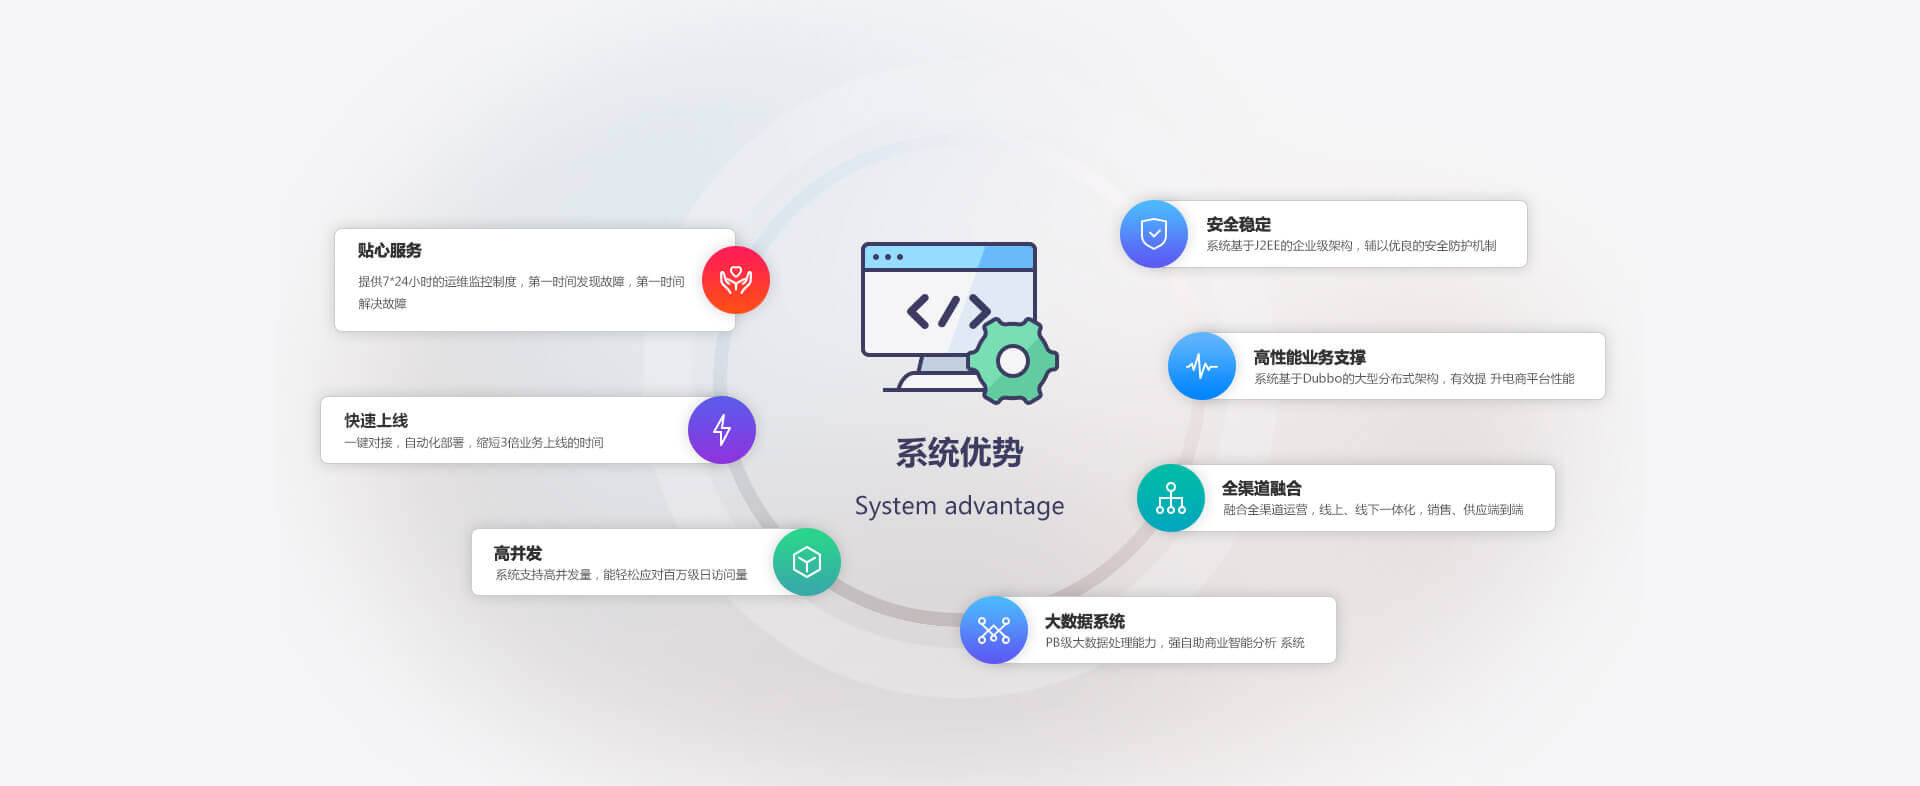 贴心服务
提供7*24小时的运维监控制度，第一时间发现故障，第一时间
解决故障
快速上线
一键对接，自动化部署，缩短3倍业务上线的时间
高并发
系统支持高并发量，能轻松应对百万级日访问量
系统优势
System advantage
安全稳定
系统基于J2EE的企业级架构，辅以优良的安全防护机制
高性能业务支撑
系统基于Dubbo的大型分布式架构，有效提 升电商平台性能
全渠道融合
融合全渠道运营，线上、线下一体化，销售、供应端到端
大数据系统
PB级大数据处理能力，强自助商业智能分析 系统